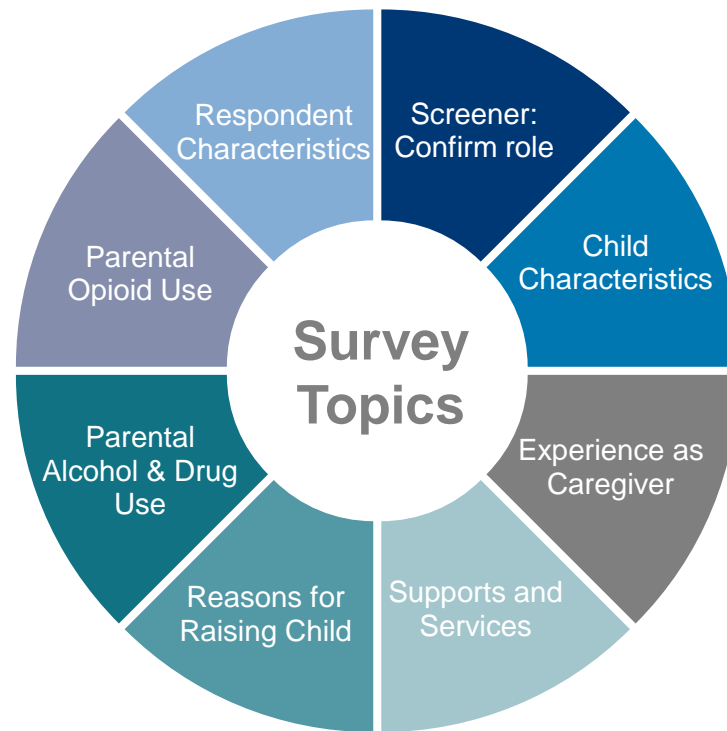 Survey
Topics
Screener:
Confirm role
Child
Characteristics
Experience as
Caregiver
Supports and
Services
Reasons for
Raising Child
Parental
Alcohol & Drug
Use
Parental
Opioid Use
Respondent
Characteristics